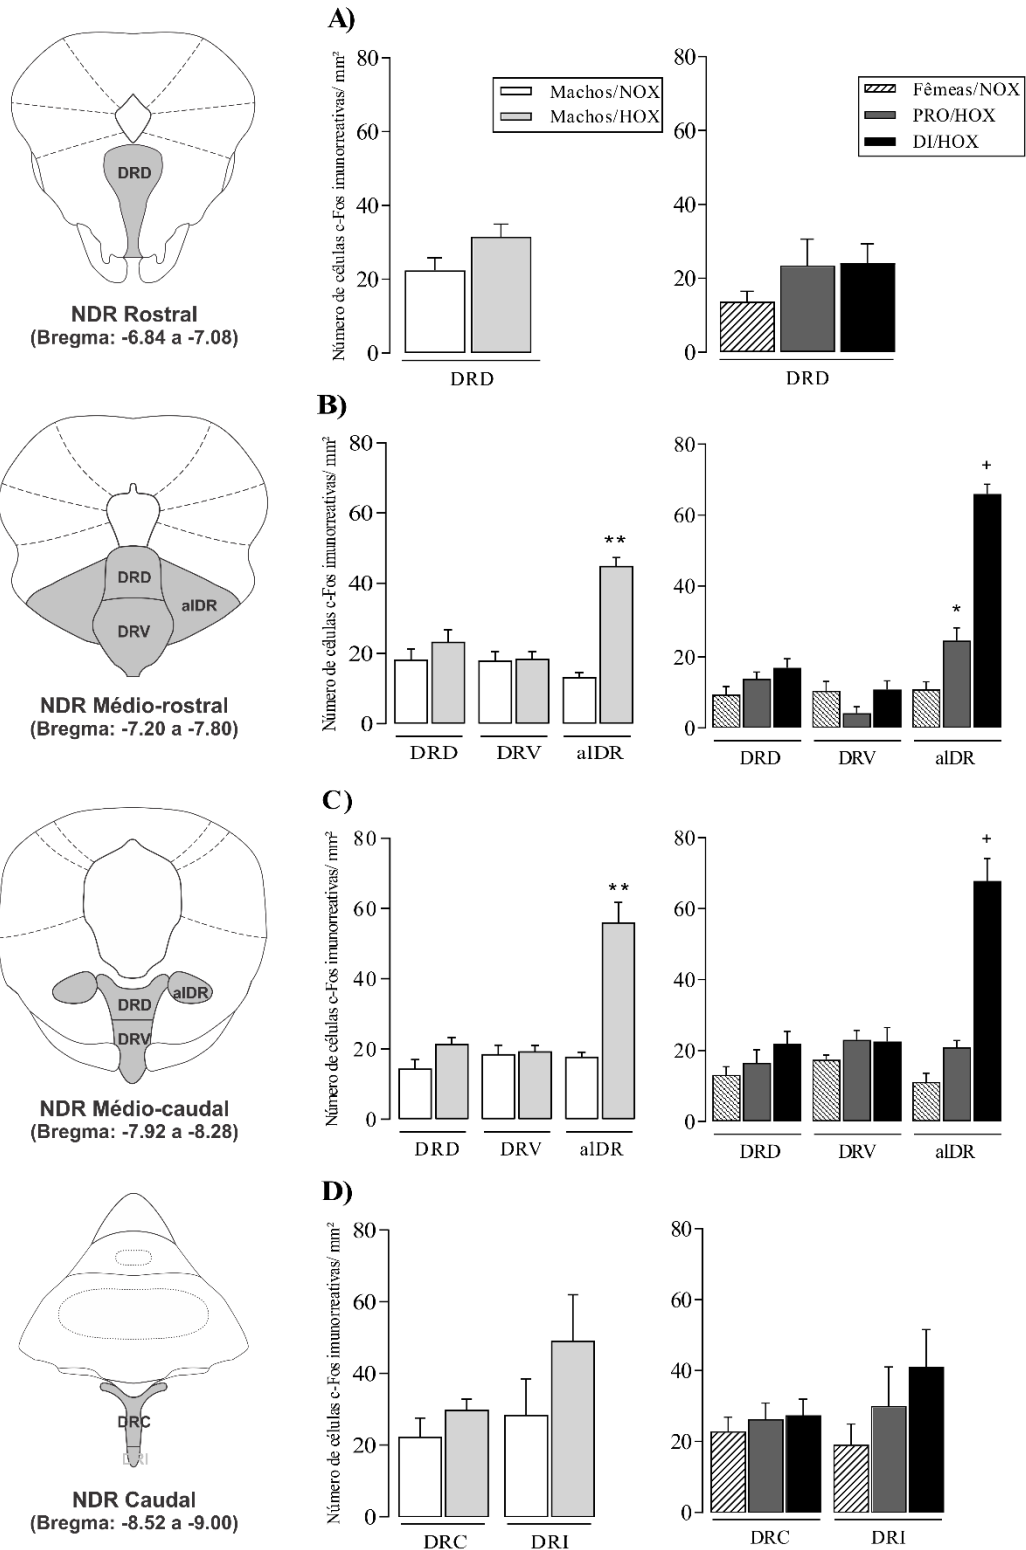 A)
DRD
NDR Rostral
(Bregma: -6.84 a -7.08)
Número de células c-Fos imunorreativas/ mm²
80
60
40
20
0
Machos/NOX
Machos/HOX
DRD
80
60
40
20
0
Fêmeas/NOX
PRO/HOX
DI/HOX
DRD
B)
DRD
alDR
DRV
NDR Médio-rostral
(Bregma: -7.20 a -7.80)
Número de células c-Fos imunorreativas/ mm²
80
60
40
20
0
**
DRD DRV alDR
80
60
40
20
0
*
+
DRD DRV alDR
C)
DRD
alDR
DRV
NDR Médio-caudal
(Bregma: -7.92 a -8.28)
Número de células c-Fos imunorreativas/ mm²
80
60
40
20
0
**
DRD DRV alDR
80
60
40
20
0
+
DRD DRV alDR
D)
DRC
DRI
NDR Caudal
(Bregma: -8.52 a -9.00)
Número de células c-Fos imunorreativas/ mm²
80
60
40
20
0
DRC DRI
80
60
40
20
0
DRC DRI